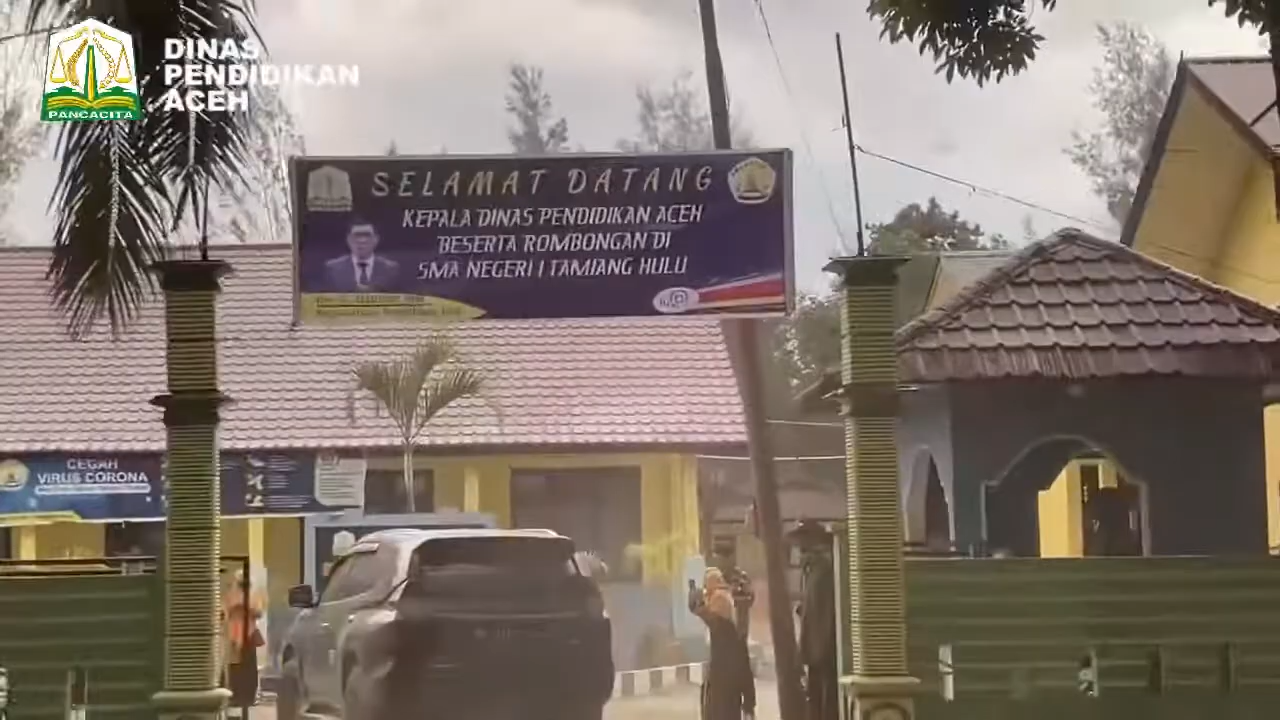 DINAS
PENDIDIKAN
ACEH
PANCACITA
SELAMAT DATANG
KEPALA DINAS PENDIDIKAN ACEH
BESERTA ROMBONGAN DI
SMA NEGERI 1 TAMIANG HULU
CEGAH
VIRUS CORONA